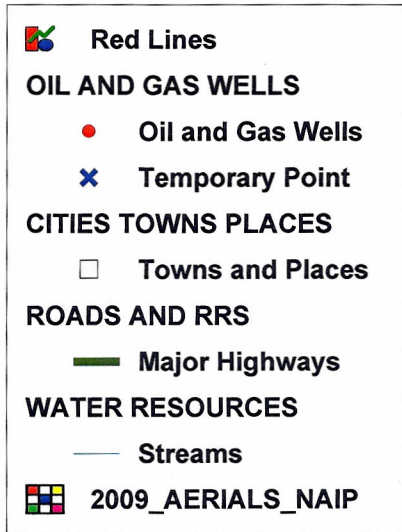 Red Lines
OIL AND GAS WELLS
Oil and Gas Wells
Temporary Point
CITIES TOWNS PLACES
Towns and Places
ROADS AND RRS
Major Highways
WATER RESOURCES
Streams
2009_AERIALS_NAIP